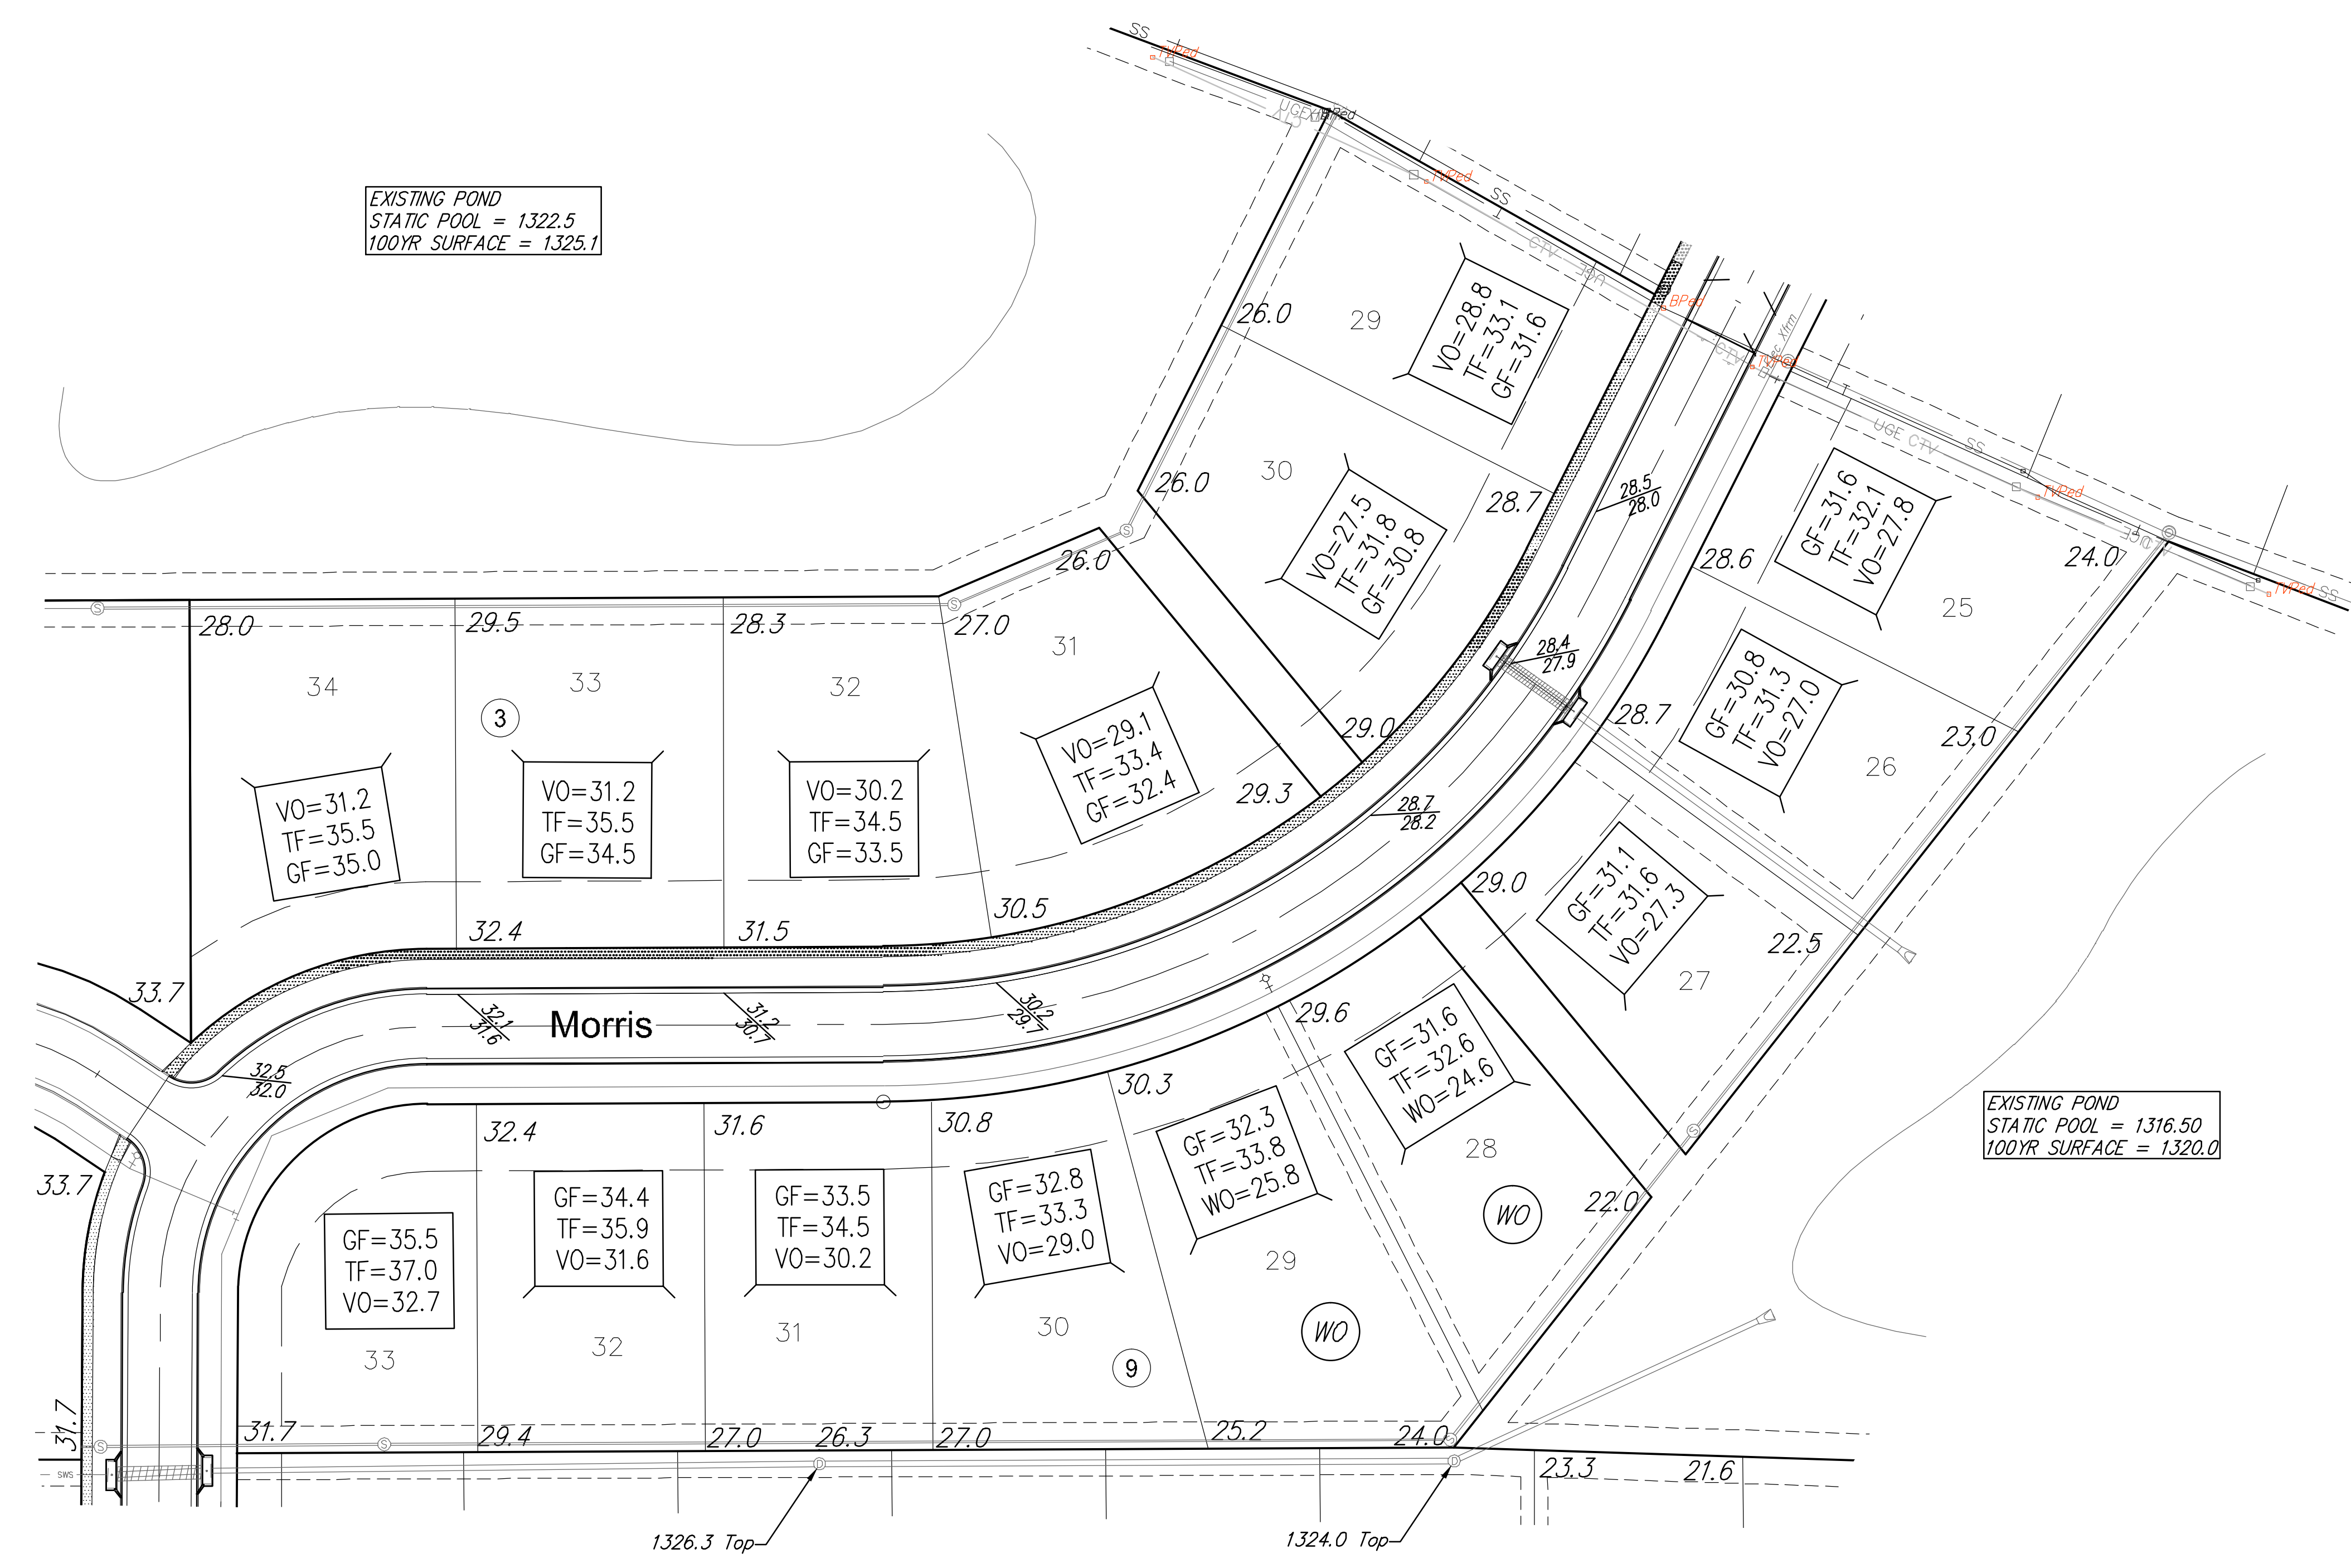 SS
TVPed
TVPed
SS
CTV
UGE
BPed
TVPed
CTV
EXISTING POND
STATIC POOL = 1322.5
100YR SURFACE = 1325.1
26.0
29
VO=28.8
TF=33.1
GF=31.6
26.0
30
VO=27.5
TF=31.8
GF=30.8
28.7
28.5
28.0
UGE CTV
SS
TVPed
UGE
TVPed
SS
GF=31.6
TF=32.1
VO=27.8
28.6
24.0
25
26.0
28.0
29.5
28.3
27.0
31
34
33
32
3
VO=31.2
TF=35.5
GF=35.0
VO=31.2
TF=35.5
GF=34.5
VO=30.2
TF=34.5
GF=33.5
VO=29.1
TF=33.4
GF=32.4
29.0
29.3
28.4
27.9
28.7
GF=30.8
TF=31.3
VO=27.0
23.0
26
28.7
28.2
GF=31.1
TF=31.6
VO=27.3
29.0
22.5
27
32.4
31.5
30.5
33.7
32.1
31.6
Morris
31.2
30.7
30.2
29.7
32.5
32.0
29.6
GF=31.6
TF=32.6
WO=24.6
28
WO
22.0
EXISTING POND
STATIC POOL = 1316.50
100YR SURFACE = 1320.0
33.7
32.4
31.6
30.8
30.3
GF=35.5
TF=37.0
VO=32.7
GF=34.4
TF=35.9
VO=31.6
GF=33.5
TF=34.5
VO=30.2
GF=32.8
TF=33.3
VO=29.0
GF=32.3
TF=33.8
WO=25.8
29
WO
33
32
31
30
9
31.7
31.7
29.4
27.0
26.3
27.0
25.2
24.0
SWS
S
S
D
D
23.3
21.6
1326.3 Top
1324.0 Top